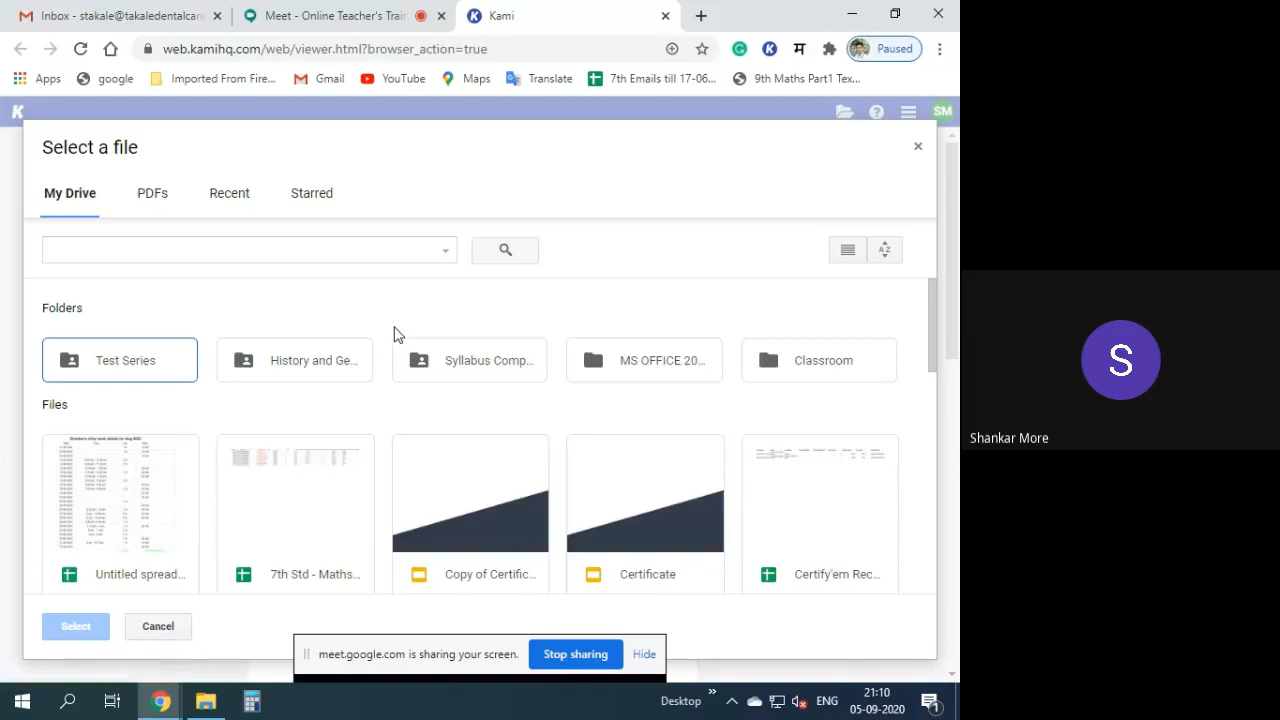 Inbox - stakale@takaledentalcare
Meet - Online Teacher's Train
Kami
web.kamihq.com/web/viewer.html?browser_action=true
Paused
Apps
google
Imported From Fire...
Gmail
YouTube
Maps
Translate
7th Emails till 17-06...
9th Maths Part1 Tex...
K
SM
Select a file
My Drive
PDFs
Recent
Starred
Folders
Test Series
History and Ge...
Syllabus Comp...
MS OFFICE 20...
Classroom
Files
Untitled spread...
7th Std - Maths...
Copy of Certific...
Certificate
Certify'em Rec...
Select
Cancel
meet.google.com is sharing your screen.
Stop sharing
Hide
S
Shankar More
Desktop
ENG
21:10
05-09-2020
1